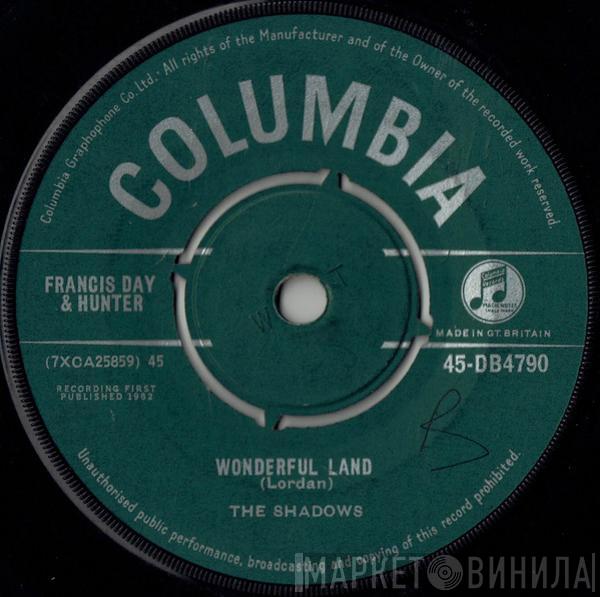 Columbia Graphophone Co. Ltd. · All rights of the Manufacturer and of the Owner of the recorded work reserved.
COLUMBIA
FRANCIS DAY
& HUNTER
MADE IN GT. BRITAIN
(7XCA25859) 45
45-DB4790
RECORDING FIRST
PUBLISHED 1962
WONDERFUL LAND
(Lordan)
THE SHADOWS
Unauthorised public performance, broadcasting and copying of this record prohibited.
МАРКЕТ ВИНИЛА